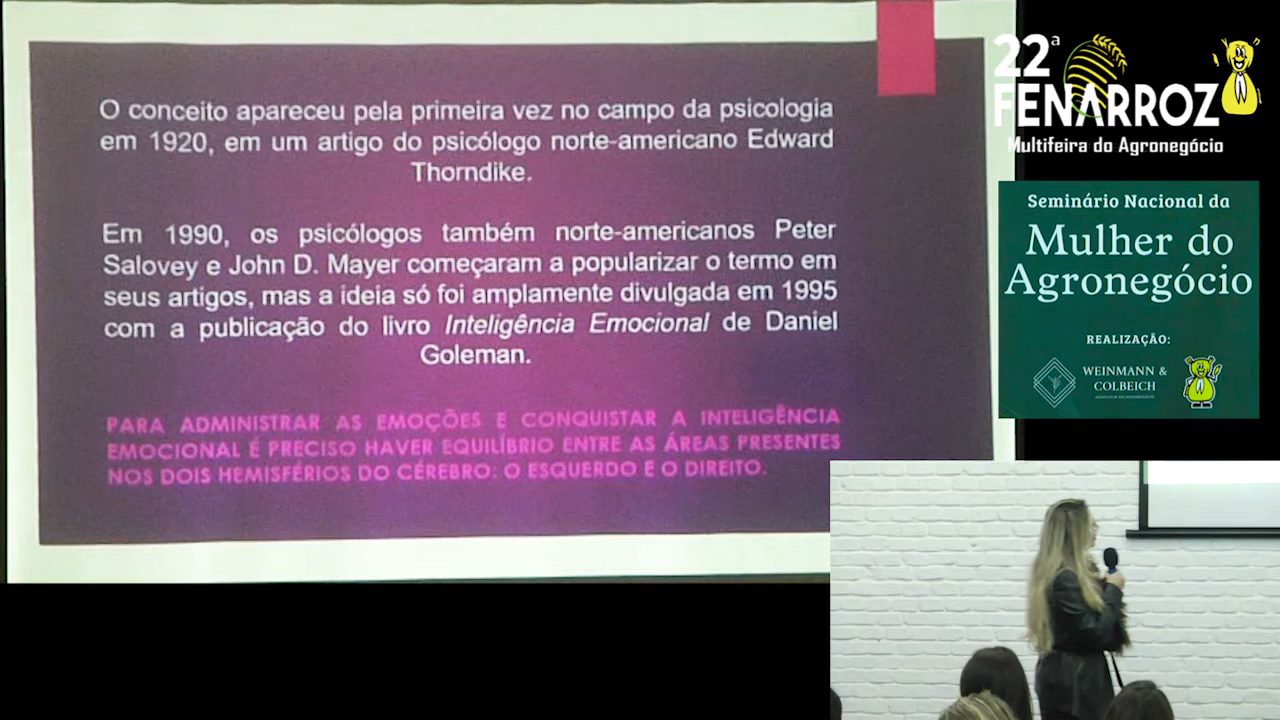 O conceito apareceu pela primeira vez no campo da psicologia
em 1920, em um artigo do psicólogo norte-americano Edward
Thorndike.
Em 1990, os psicólogos também norte-americanos Peter
Salovey e John D. Mayer começaram a popularizar o termo em
seus artigos, mas a ideia só foi amplamente divulgada em 1995
com a publicação do livro Inteligência Emocional de Daniel
Goleman.
PARA ADMINISTRAR AS EMOÇÕES E CONQUISTAR A INTELIGÊNCIA
EMOCIONAL É PRECISO HAVER EQUILÍBRIO ENTRE AS ÁREAS PRESENTES
NOS DOIS HEMISFÉRIOS DO CÉREBRO: O ESQUERDO E O DIREITO.
22ª
FENARROZ
Multifeira do Agronegócio
Seminário Nacional da
Mulher do
Agronegócio
REALIZAÇÃO:
WEINMANN &
COLBEICH